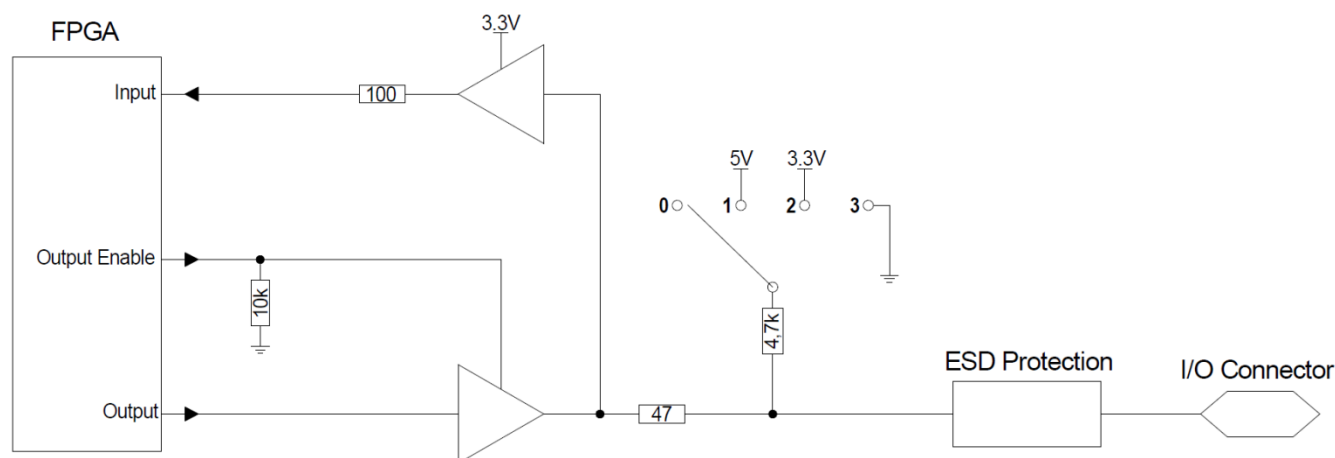 FPGA
3.3V
Input
100
5V
3.3V
0
1
2
3
Output Enable
10k
4,7k
ESD Protection
I/O Connector
Output
47